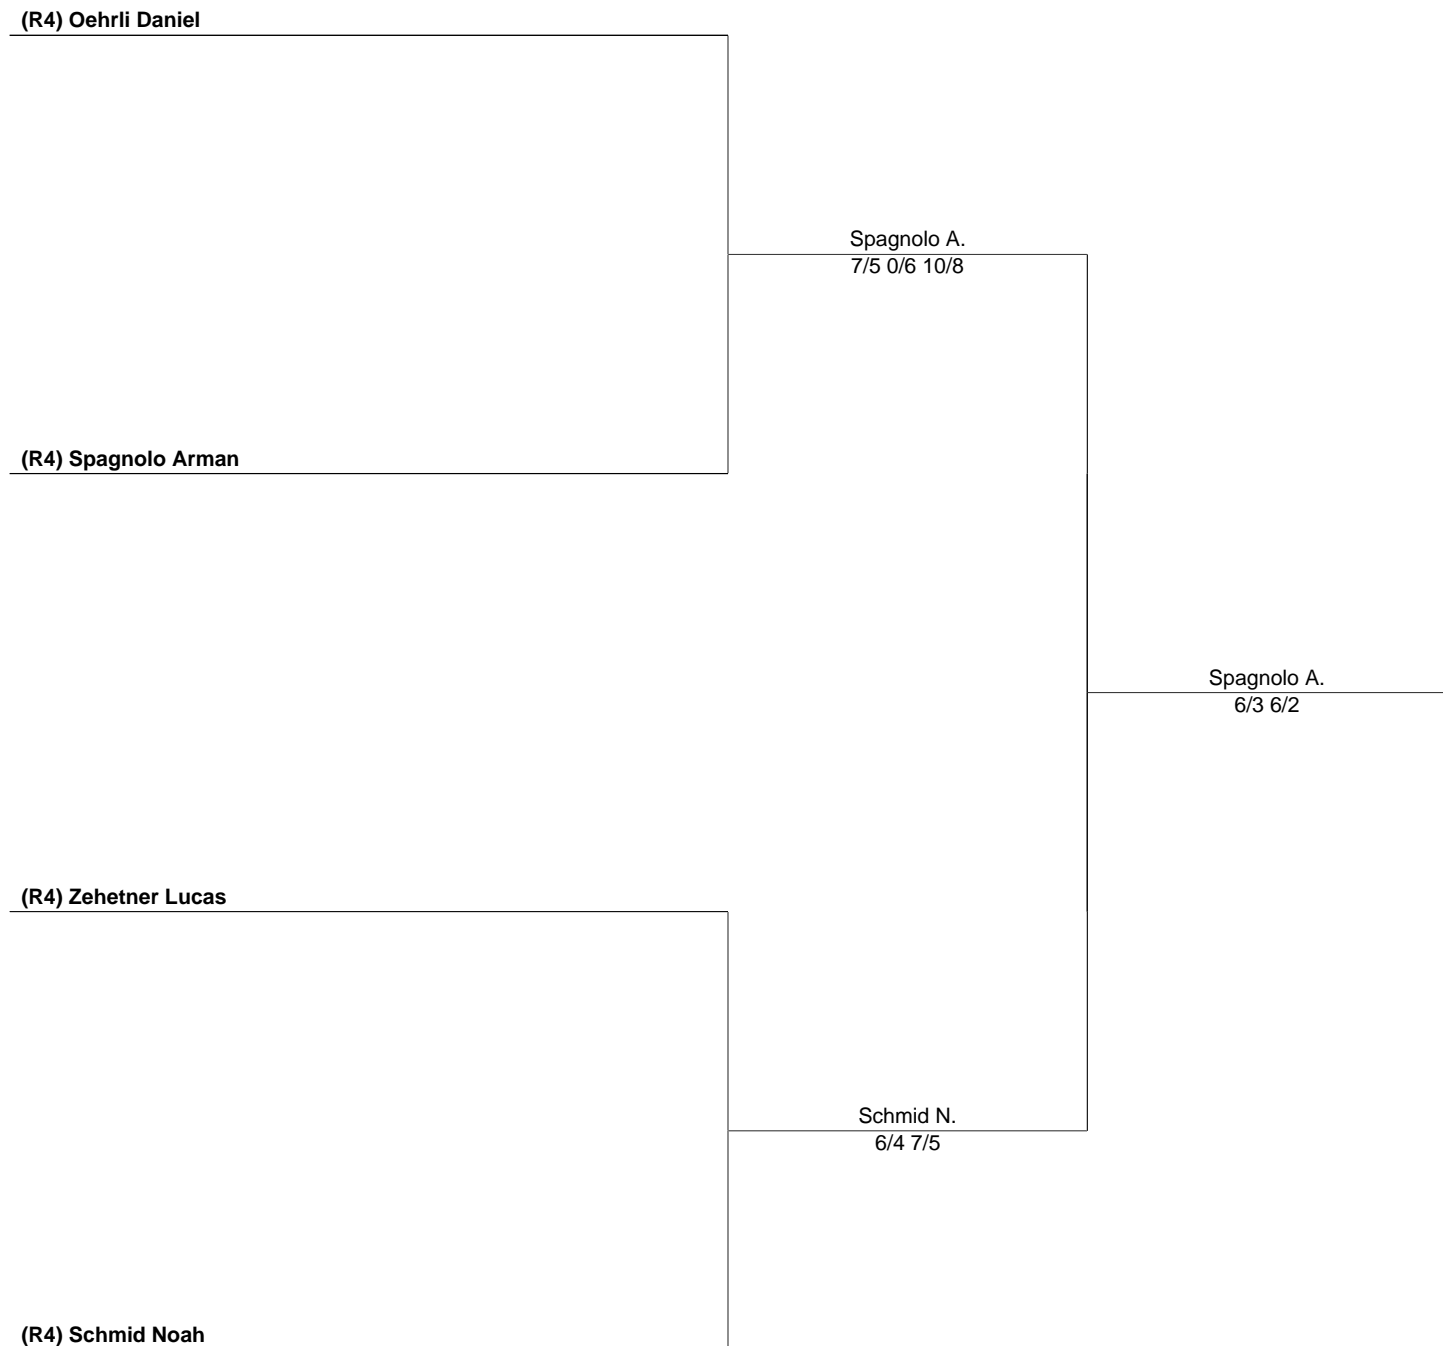 (R4) Oehrli Daniel
Spagnolo A.
7/5 0/6 10/8
(R4) Spagnolo Arman
Spagnolo A.
6/3 6/2
(R4) Zehetner Lucas
Schmid N.
6/4 7/5
(R4) Schmid Noah